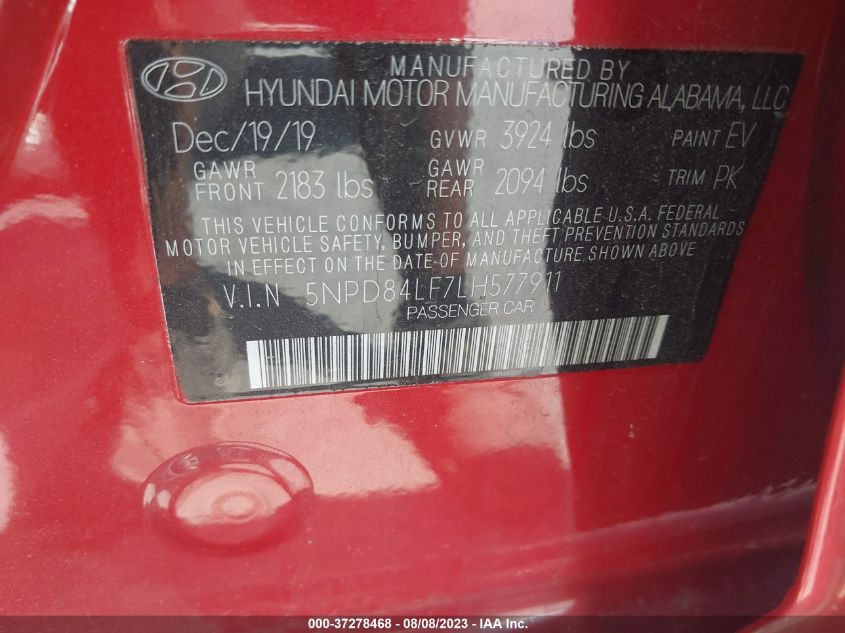 MANUFACTURED BY
HYUNDAI MOTOR MANUFACTURING ALABAMA, LLC
Dec/19/19 GVWR 3924 lbs PAINT EV
GAWR FRONT 2183 lbs GAWR REAR 2094 lbs TRIM PK
THIS VEHICLE CONFORMS TO ALL APPLICABLE U.S.A. FEDERAL
MOTOR VEHICLE SAFETY, BUMPER, AND THEFT PREVENTION STANDARDS
IN EFFECT ON THE DATE OF MANUFACTURE SHOWN ABOVE
V.I.N 5NPD84LF7LH577911
PASSENGER CAR
000-37278468 - 08/08/2023 - © IAA Holdings, LLC